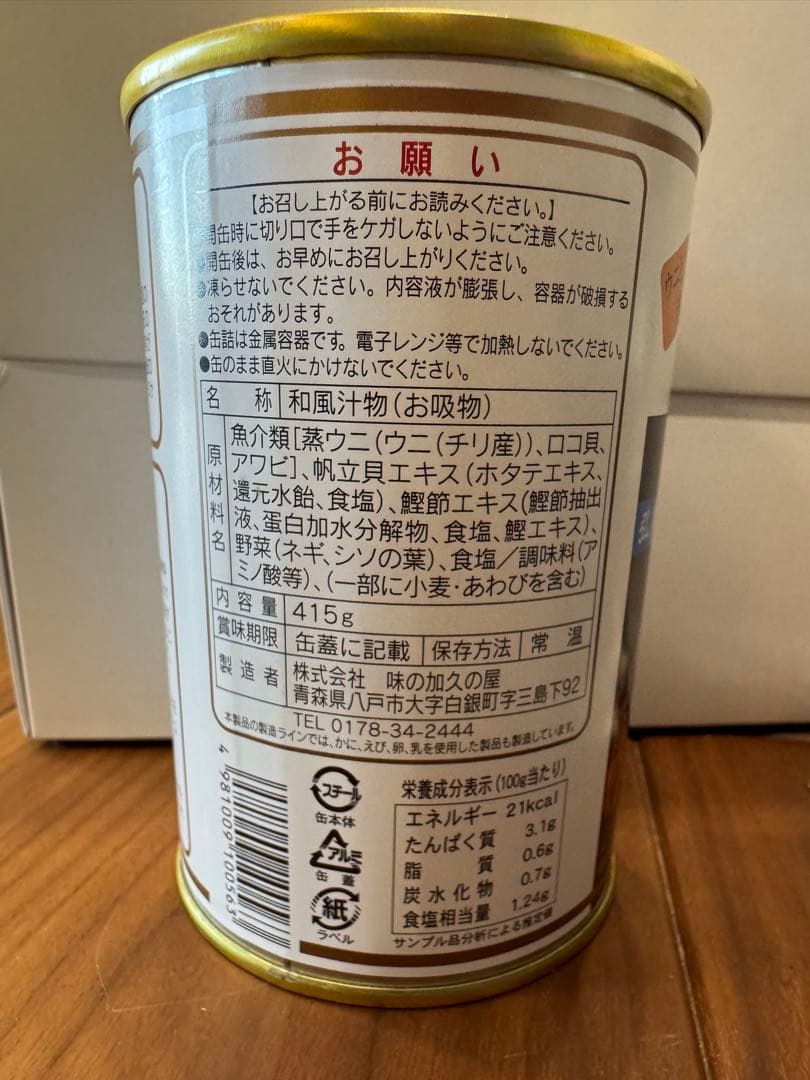 お願い
【お召し上がる前にお読みください。】
開缶時に切り口で手をケガしないようにご注意ください。
●開缶後は、お早めにお召し上がりください。
●凍らせないでください。内容液が膨張し、容器が破損する
おそれがあります。
●缶詰は金属容器です。電子レンジ等で加熱しないでください。
●缶のまま直火にかけないでください。
名称 和風汁物(お吸物)
原材料名 魚介類[蒸ウニ(ウニ(チリ産))、ロコ貝、
アワビ]、帆立貝エキス(ホタテエキス、
還元水飴、食塩)、鰹節エキス(鰹節抽出
液、蛋白加水分解物、食塩、鰹エキス)、
野菜(ネギ、シソの葉)、食塩/調味料(ア
ミノ酸等)、(一部に小麦・あわびを含む)
内容量 415g
賞味期限 缶蓋に記載 保存方法 常温
製造者 株式会社 味の加久の屋
青森県八戸市大字白銀町字三島下92
TEL 0178-34-2444
本製品の製造ラインでは、かに、えび、卵、乳を使用した製品も製造しています。
4981009100563
スチール
缶本体
アルミ
缶蓋
紙
ラベル
栄養成分表示(100g当たり)
エネルギー 21kcal
たんぱく質 3.1g
脂質 0.6g
炭水化物 0.7g
食塩相当量 1.24g
サンプル品分析による推定値
ウニ